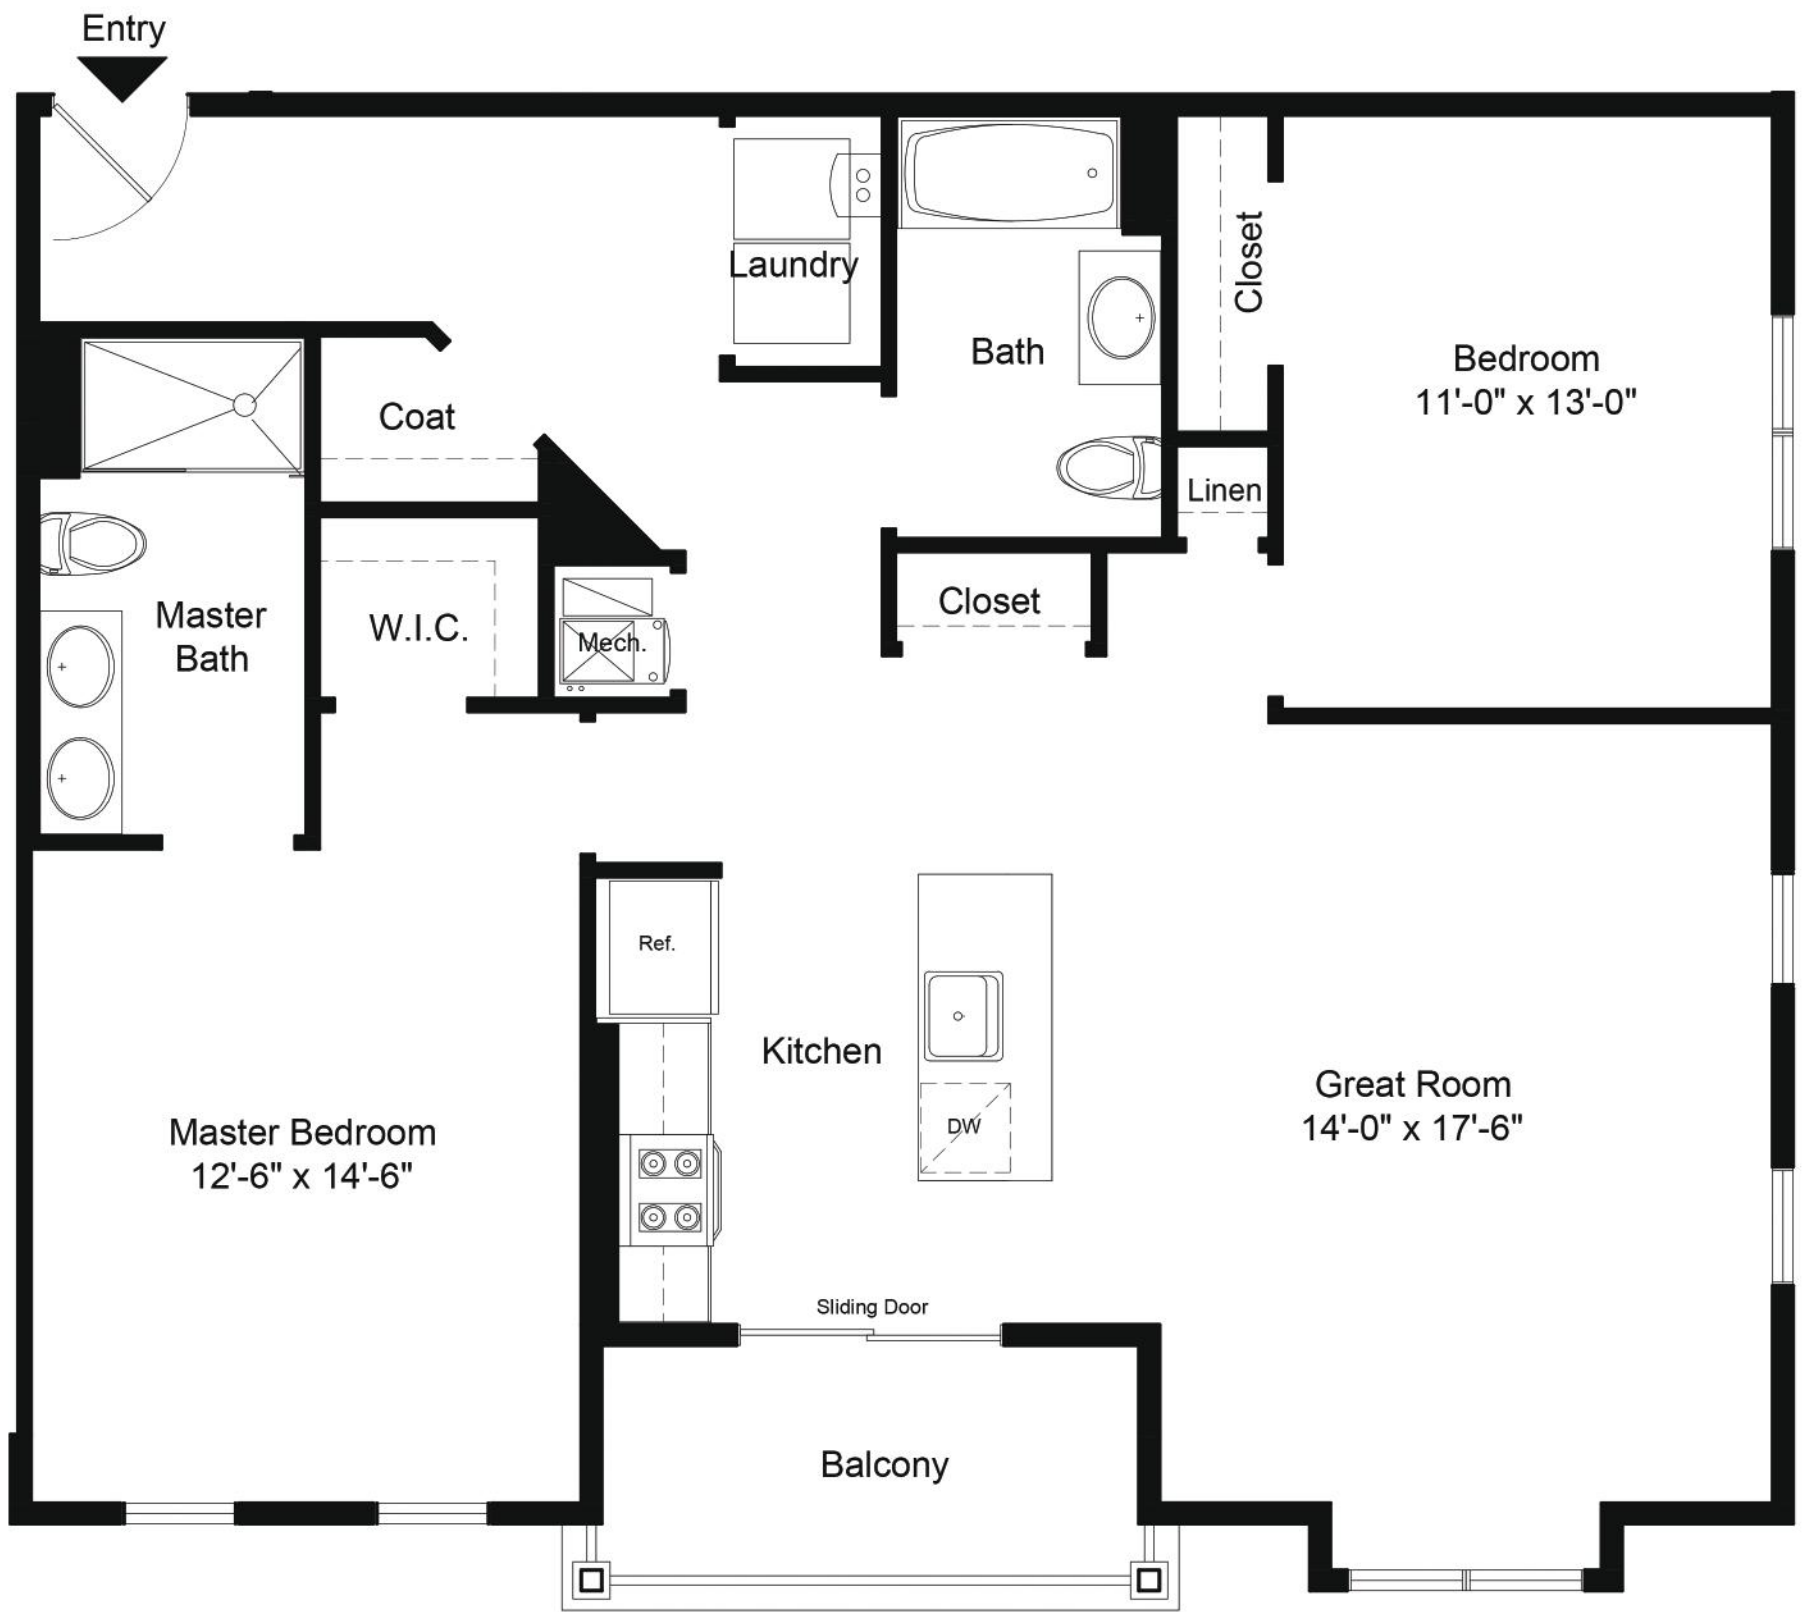 Entry
Laundry
Closet
Bath
Bedroom
11'-0" x 13'-0"
Coat
Linen
Closet
Master
Bath
W.I.C.
Mech.
Ref.
Kitchen
Great Room
14'-0" x 17'-6"
DW
Master Bedroom
12'-6" x 14'-6"
Sliding Door
Balcony